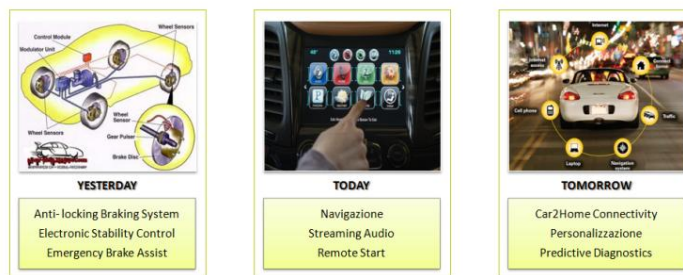 Wheel Sensors
Control Module
Modulator Unit
Wheel Sensors
Wheel
Sensor
Gear Pulser
Brake Disc
YESTERDAY
Anti- locking Braking System
Electronic Stability Control
Emergency Brake Assist
TODAY
Navigazione
Streaming Audio
Remote Start
Internet
Internet
Cell phone
Traffic
Laptop
Navigation
system
TOMORROW
Car2Home Connectivity
Personalizzazione
Predictive Diagnostics